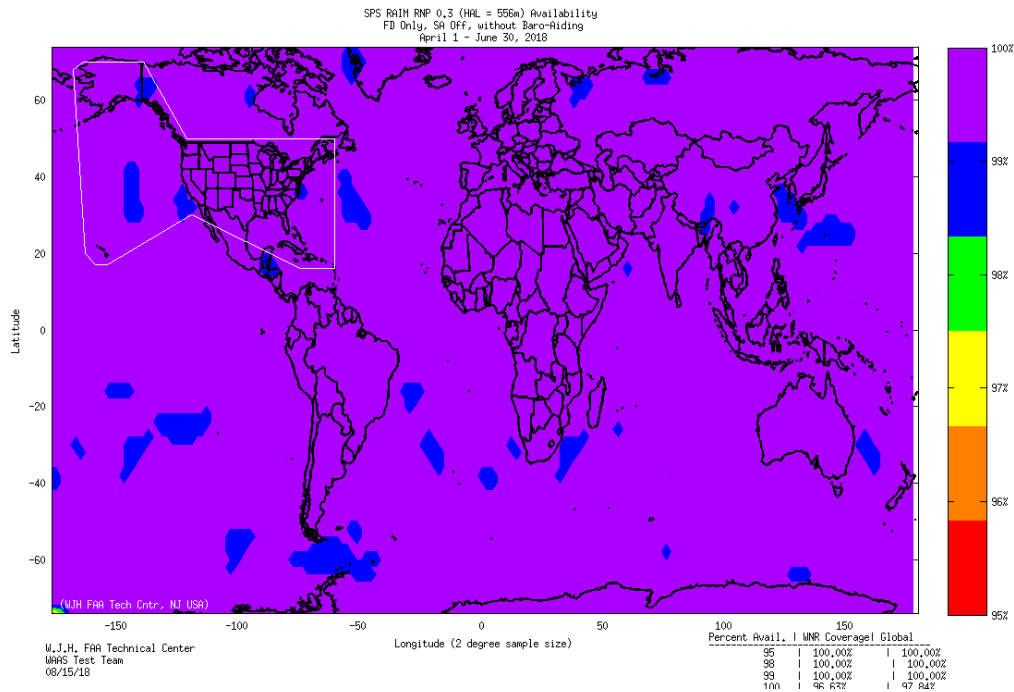 SPS RAIM RNP 0.3 (HAL = 556m) Availability
FD Only, SA Off, without Baro-Aiding
April 1 - June 30, 2018
Latitude
60
40
20
0
-20
-40
-60
100%
99%
98%
97%
96%
95%
(WJH FAA Tech Cntr, NJ USA)
-150 -100 -50 0 50 100 150
Longitude (2 degree sample size)
W.J.H. FAA Technical Center
WAAS Test Team
08/15/18
Percent Avail. | WNR Coverage| Global
95 | 100.00% | 100.00%
98 | 100.00% | 100.00%
99 | 100.00% | 100.00%
100 | 96.63% | 97.84%